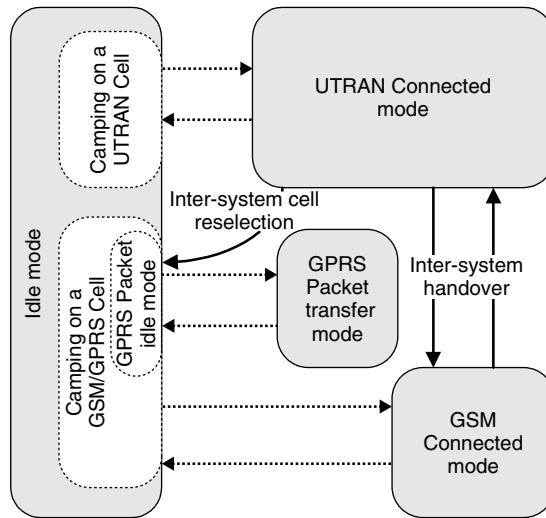 Idle mode
Camping on a
UTRAN Cell
UTRAN Connected
mode
Inter-system cell
reselection
Camping on a
GSM/GPRS Cell
GPRS Packet
idle mode
GPRS
Packet
transfer
mode
Inter-system
handover
GSM
Connected
mode